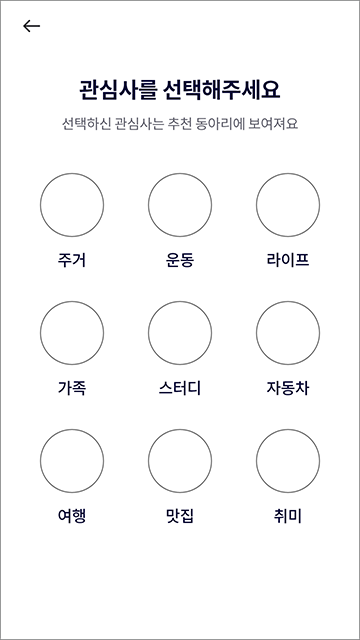 관심사를 선택해주세요
선택하신 관심사는 추천 동아리에 보여져요
주거 운동 라이프
가족 스터디 자동차
여행 맛집 취미